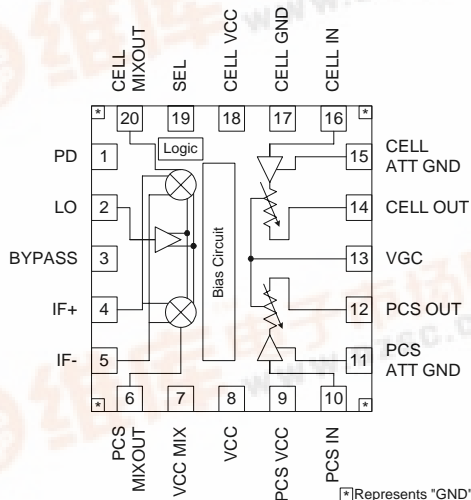 CELL
MIXOUT
SEL
CELL VCC
CELL GND
CELL IN
*
20
19
18
17
16
*
PD
1
Logic
15
CELL
ATT GND
LO
2
14
CELL OUT
BYPASS
3
Bias Circuit
13
VGC
IF+
4
12
PCS OUT
IF-
5
11
PCS
ATT GND
*
6
7
8
9
10
*
PCS
MIXOUT
VCC MIX
VCC
PCS VCC
PCS IN
* Represents "GND"